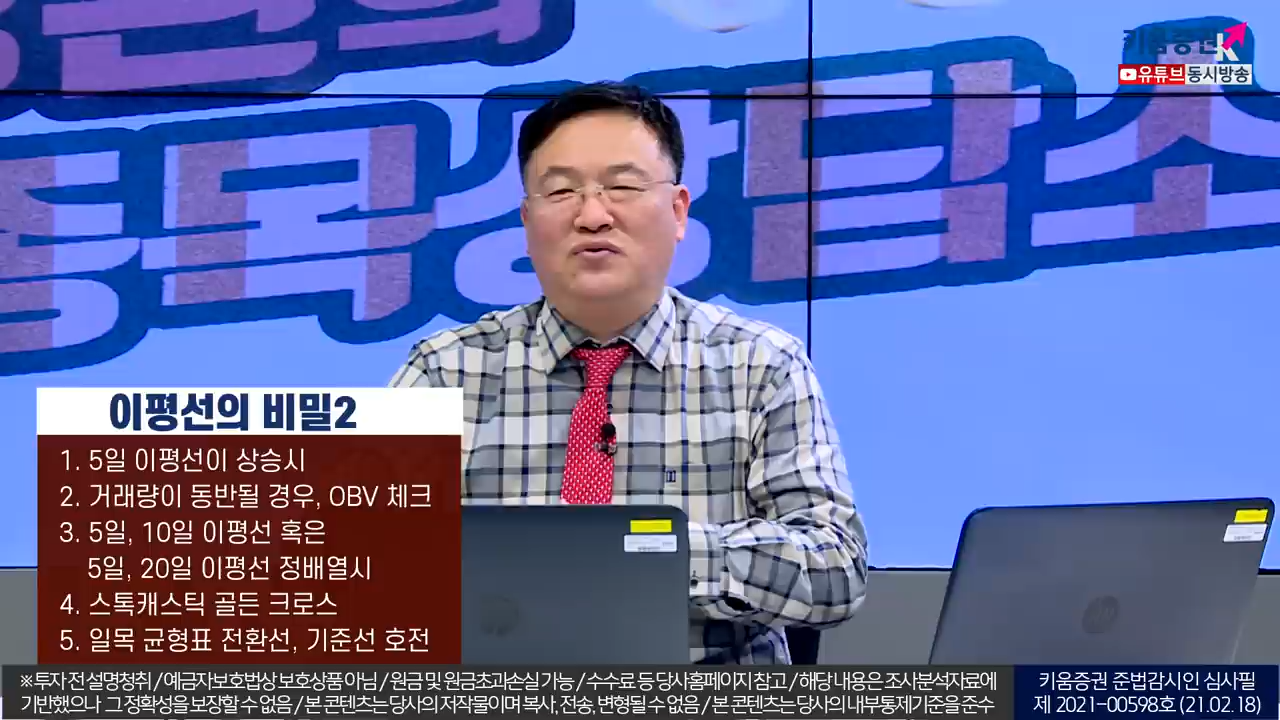 종목상담소
키움증권
유튜브동시방송
이평선의 비밀2
1. 5일 이평선이 상승시
2. 거래량이 동반될 경우, OBV 체크
3. 5일, 10일 이평선 혹은
5일, 20일 이평선 정배열시
4. 스톡캐스틱 골든 크로스
5. 일목 균형표 전환선, 기준선 호전
※ 투자 전 설명청취 / 예금자보호법상 보호상품 아님 / 원금 및 원금초과손실 가능 / 수수료 등 당사홈페이지 참고 / 해당 내용은 조사분석자료에
기반했으나 그 정확성을 보장할 수 없음 / 본 콘텐츠는 당사의 저작물이며 복사, 전송, 변형될 수 없음 / 본 콘텐츠는 당사의 내부통제기준을 준수
키움증권 준법감시인 심사필
제 2021-00598호 (21.02.18)